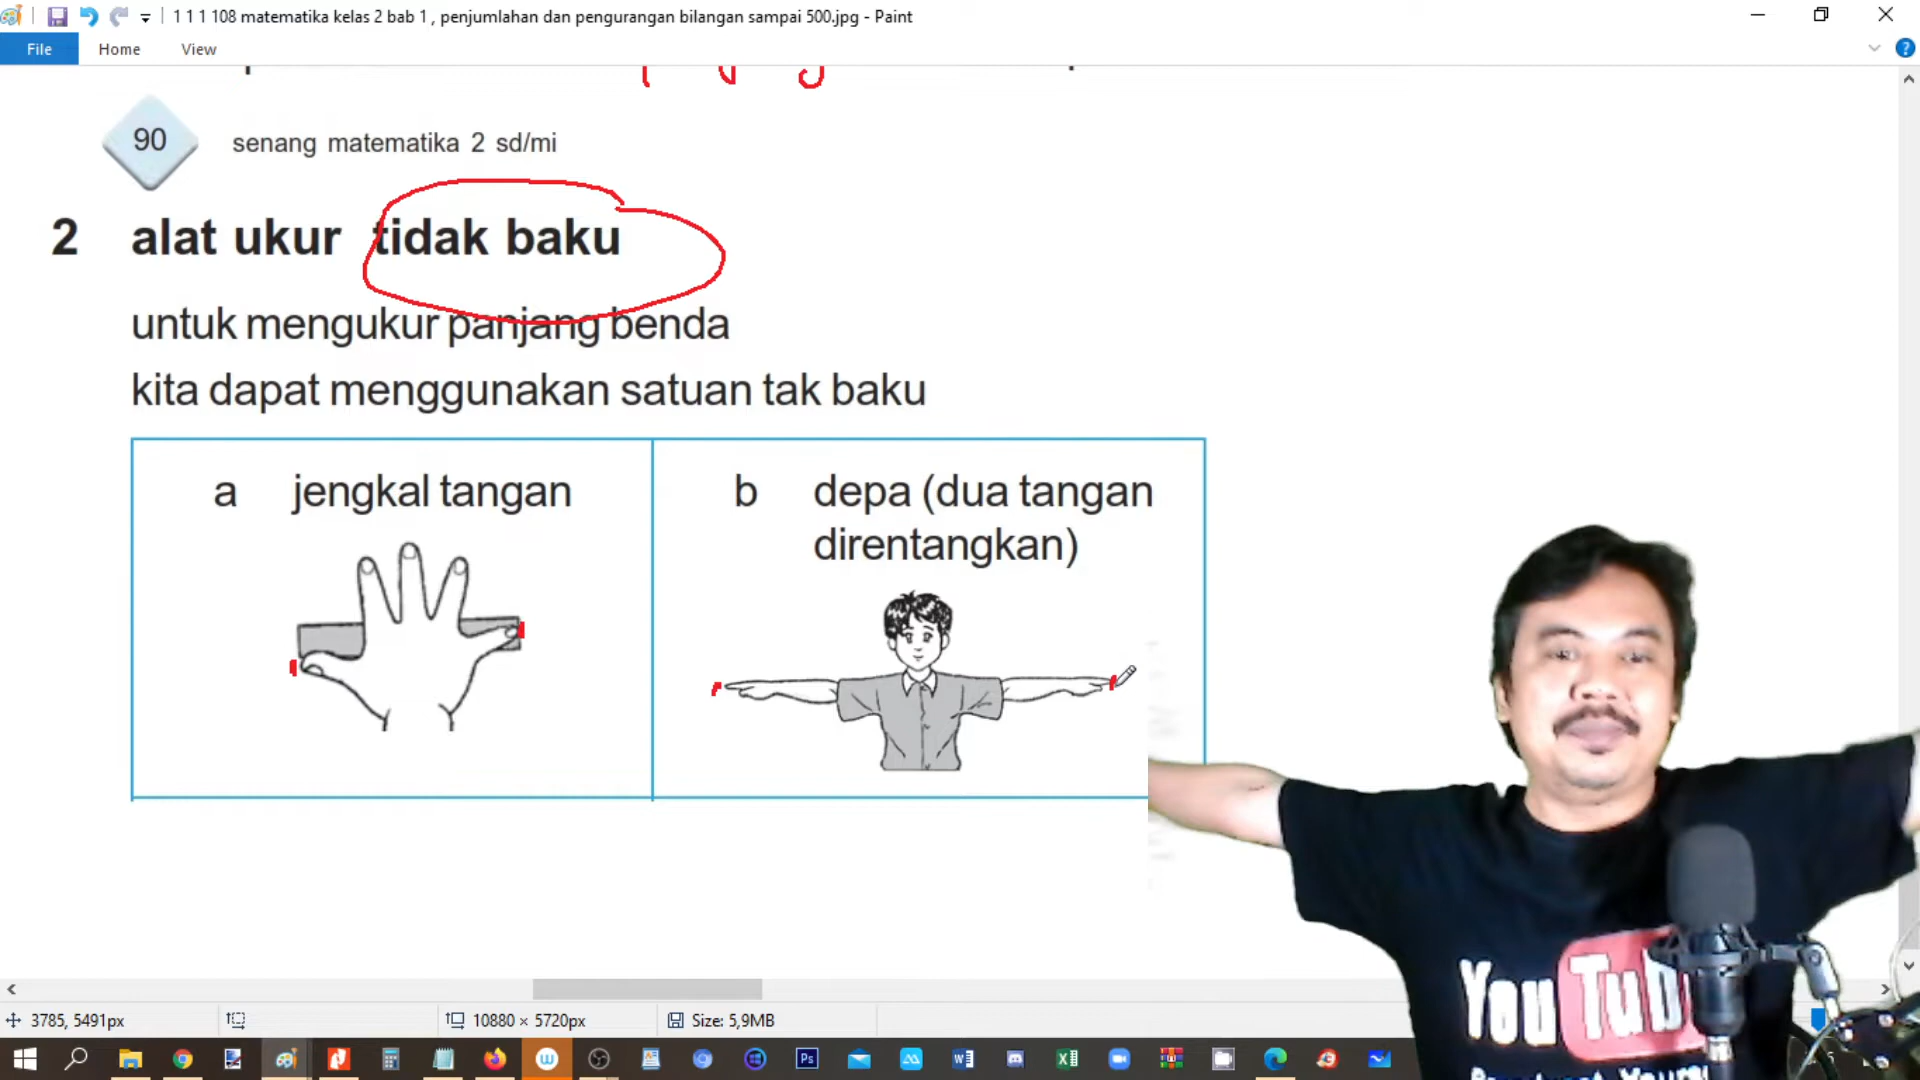 1 1 1 108 matematika kelas 2 bab 1 , penjumlahan dan pengurangan bilangan sampai 500.jpg - Paint
File Home View
90 senang matematika 2 sd/mi
2 alat ukur tidak baku
untuk mengukur panjang benda
kita dapat menggunakan satuan tak baku
a jengkal tangan
b depa (dua tangan
direntangkan)
YouTub
3785, 5491px 10880 × 5720px Size: 5,9MB